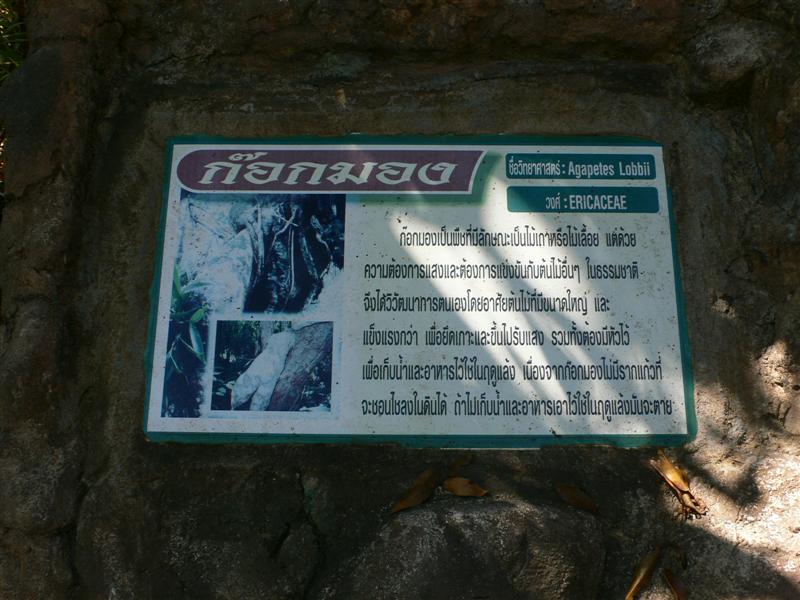 ก๊อกมอง
ชื่อวิทยาศาสตร์: Agapetes Lobbii
วงศ์ : ERICACEAE
ก๊อกมองเป็นพืชที่มีลักษณะเป็นไม้เถาหรือไม้เลื้อย แต่ด้วย
ความต้องการแสงและต้องการแข่งขันกับต้นไม้อื่นๆ ในธรรมชาติ
จึงได้วิวัฒนาการตนเองโดยอาศัยต้นไม้ที่มีขนาดใหญ่ และ
แข็งแรงกว่า เพื่อยึดเกาะและขึ้นไปรับแสง รวมทั้งต้องมีหัวไว้
เพื่อเก็บน้ำและอาหารไว้ใช้ในฤดูแล้ง เนื่องจากก๊อกมองไม่มีรากแก้วที่
จะชอนไชลงในดินได้ ถ้าไม่เก็บน้ำและอาหารเอาไว้ใช้ในฤดูแล้งมันจะตาย